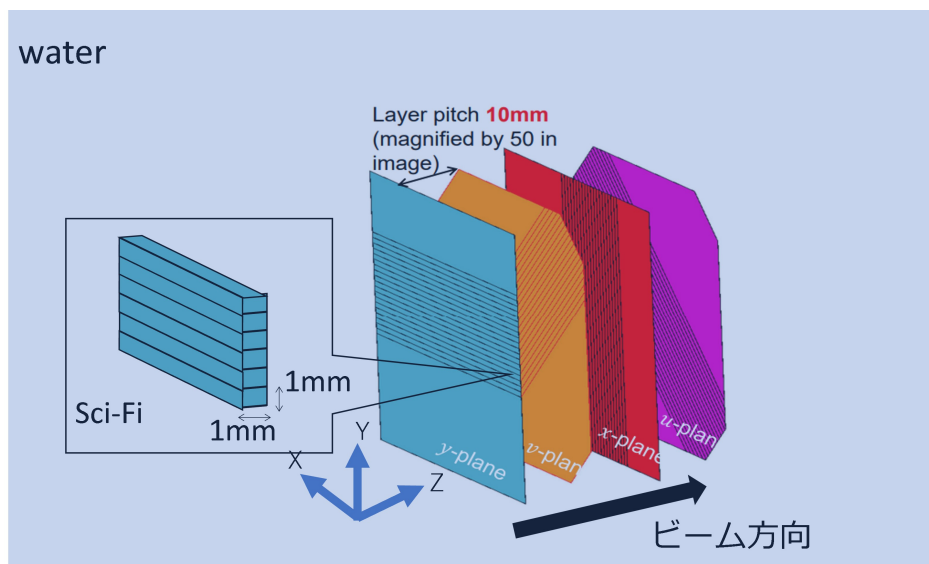 water
Layer pitch 10mm
(magnified by 50 in
image)
Sci-Fi
1mm
1mm
X
Y
Z
y-plane
v-plan
x-plane
u-plan
ビーム方向